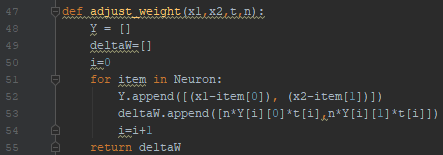 47 def adjust_weight(x1,x2,t,n):
48 Y = []
49 deltaW=[]
50 i=0
51 for item in Neuron:
52 Y.append([(x1-item[0]), (x2-item[1])])
53 deltaW.append([n*Y[i][0]*t[i],n*Y[i][1]*t[i]])
54 i=i+1
55 return deltaW